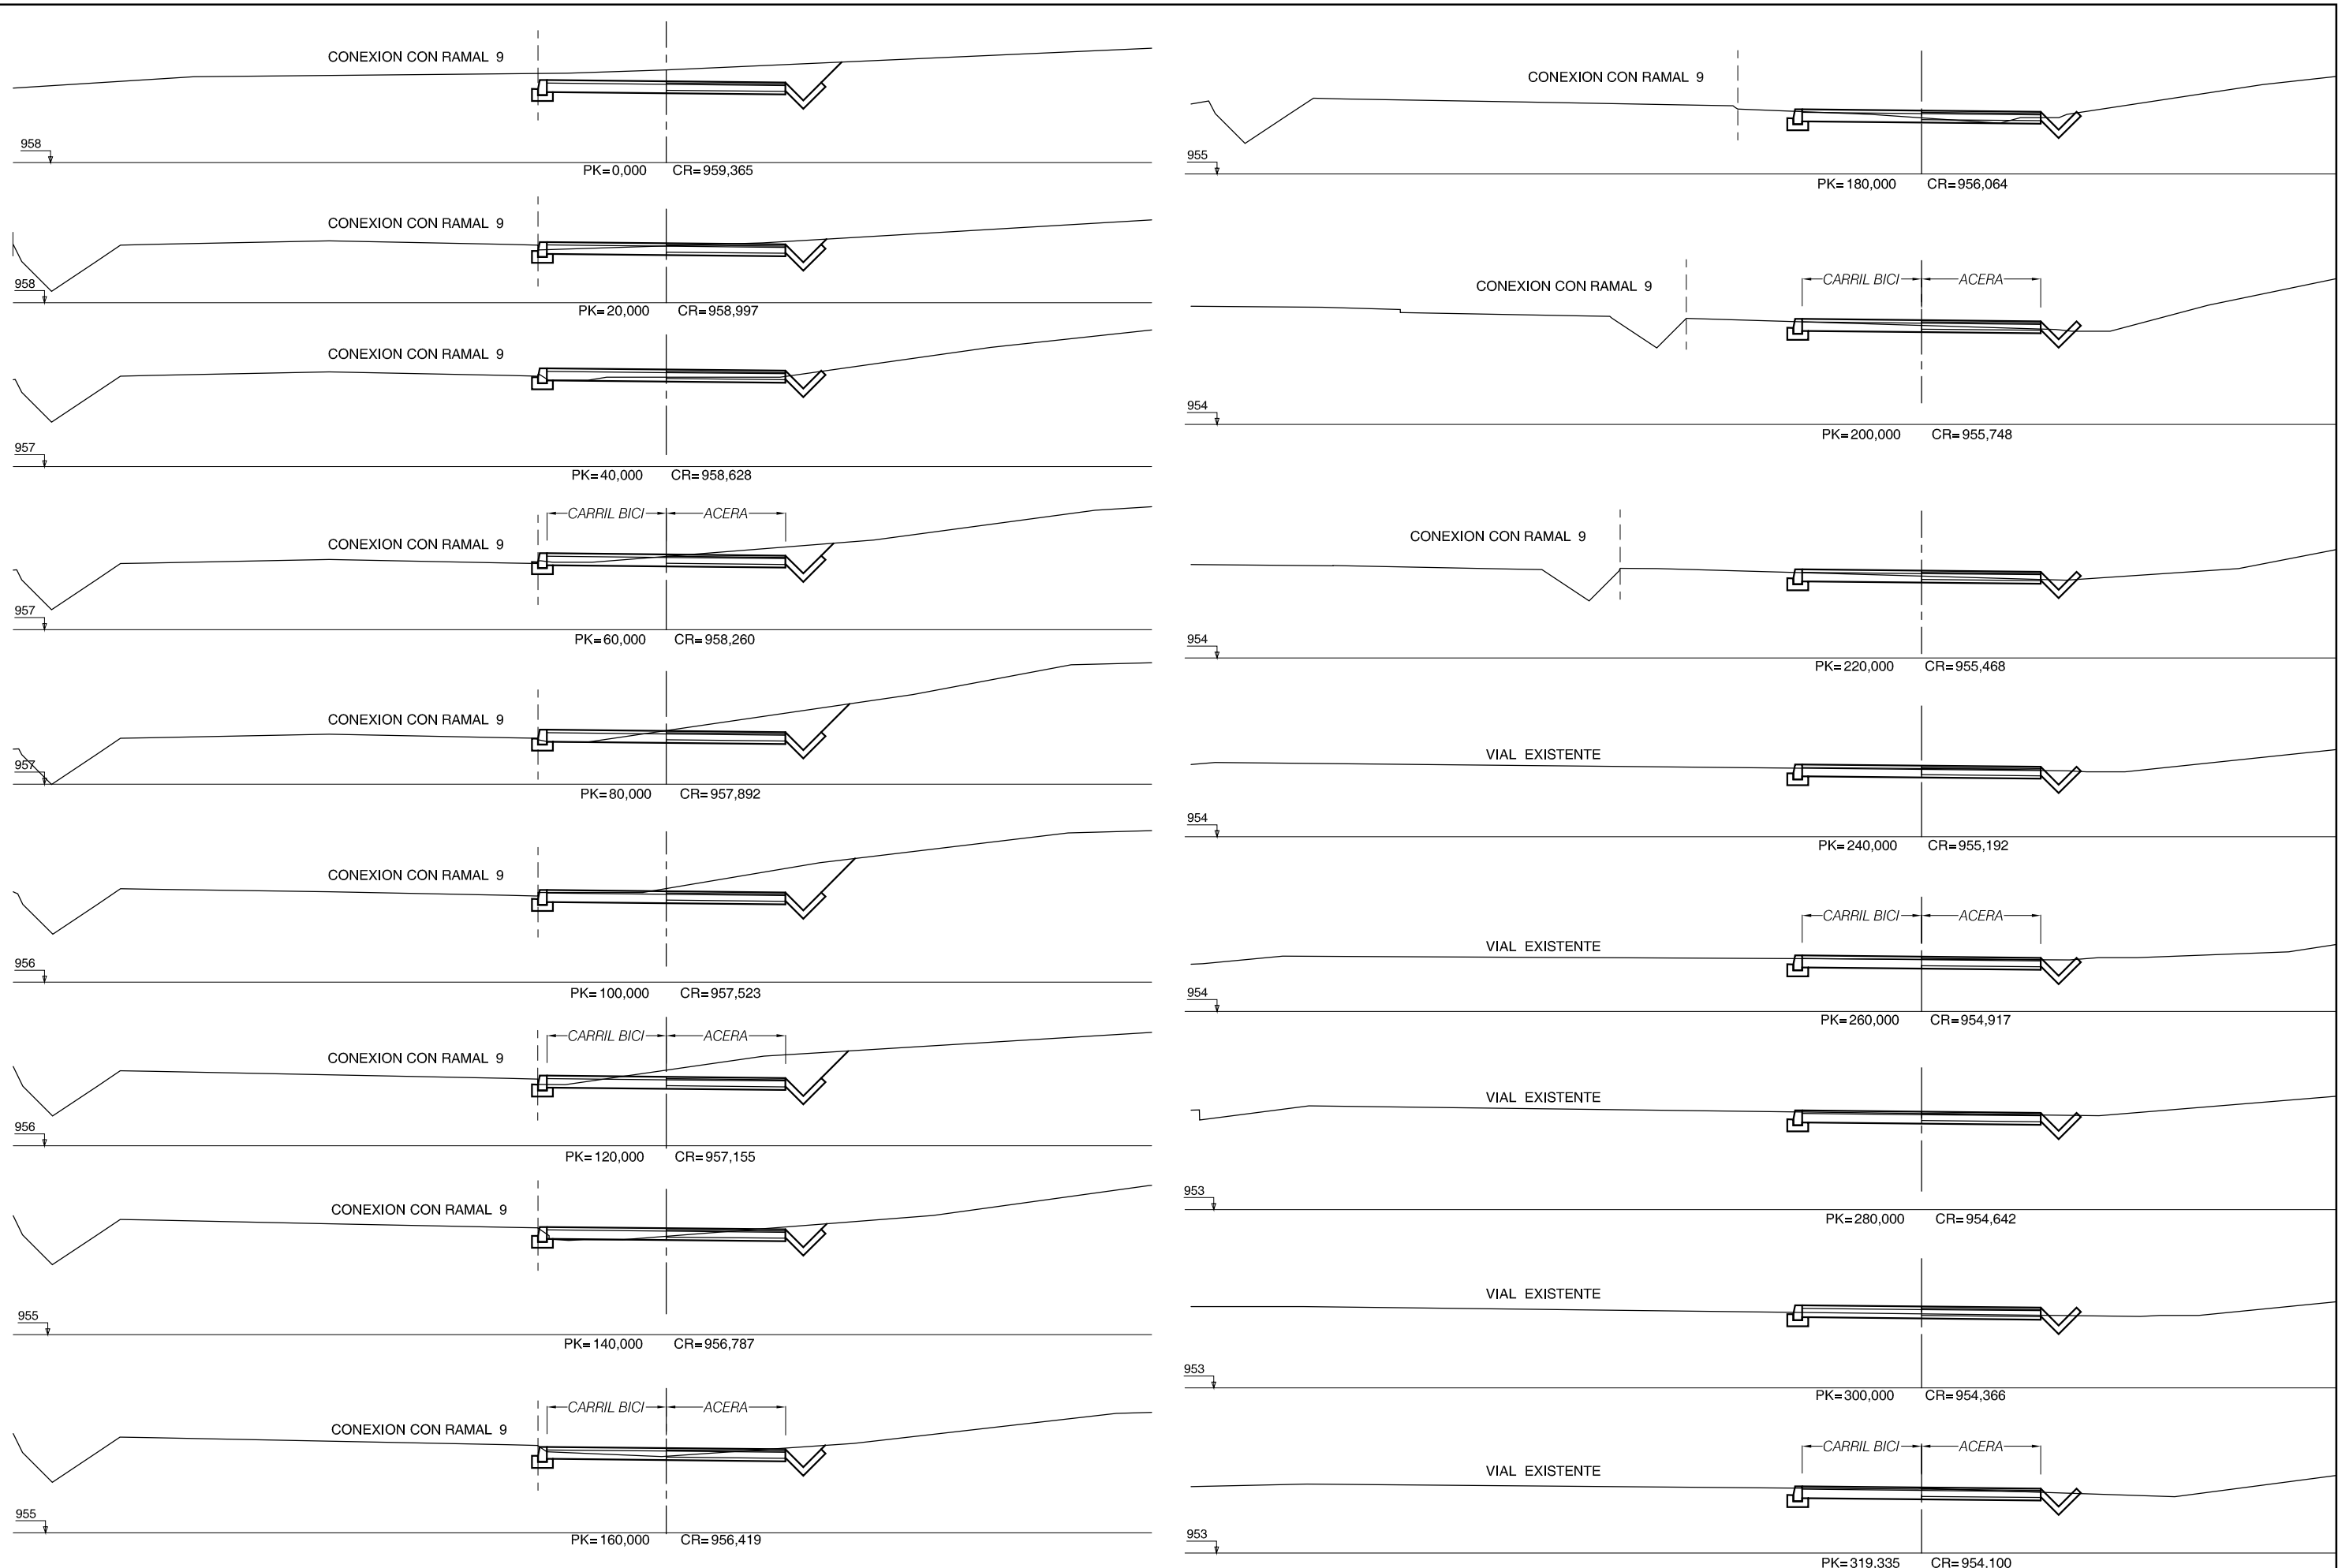 CONEXION CON RAMAL 9
958
PK=0,000 CR=959,365
CONEXION CON RAMAL 9
958
PK=20,000 CR=958,997
CONEXION CON RAMAL 9
957
PK=40,000 CR=958,628
CARRIL BICI ACERA
CONEXION CON RAMAL 9
957
PK=60,000 CR=958,260
CONEXION CON RAMAL 9
957
PK=80,000 CR=957,892
CONEXION CON RAMAL 9
956
PK=100,000 CR=957,523
CARRIL BICI ACERA
CONEXION CON RAMAL 9
956
PK=120,000 CR=957,155
CONEXION CON RAMAL 9
955
PK=140,000 CR=956,787
CARRIL BICI ACERA
CONEXION CON RAMAL 9
955
PK=160,000 CR=956,419
CONEXION CON RAMAL 9
955
PK=180,000 CR=956,064
CARRIL BICI ACERA
CONEXION CON RAMAL 9
954
PK=200,000 CR=955,748
CONEXION CON RAMAL 9
954
PK=220,000 CR=955,468
VIAL EXISTENTE
954
PK=240,000 CR=955,192
CARRIL BICI ACERA
VIAL EXISTENTE
954
PK=260,000 CR=954,917
VIAL EXISTENTE
953
PK=280,000 CR=954,642
VIAL EXISTENTE
953
PK=300,000 CR=954,366
CARRIL BICI ACERA
VIAL EXISTENTE
953
PK=319,335 CR=954,100